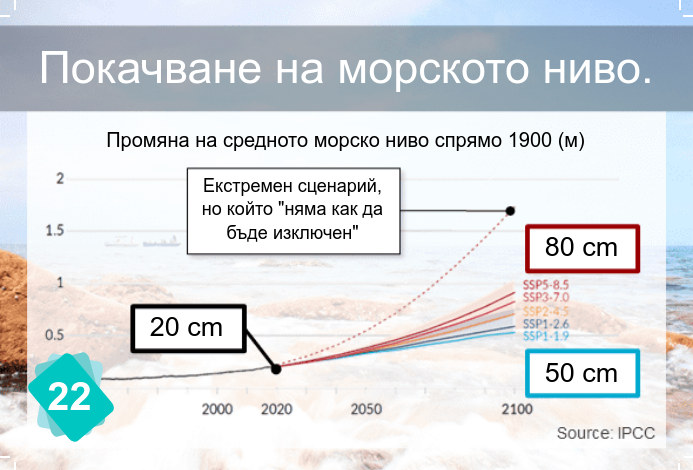 Покачване на морското ниво.
Промяна на средното морско ниво спрямо 1900 (м)
2
Екстремен сценарий,
но който "няма как да
бъде изключен"
1.5
80 cm
1
SSP5-8.5
SSP3-7.0
SSP2-4.5
SSP1-2.6
SSP1-1.9
20 cm
0.5
50 cm
22
2000 2020 2050 2100
Source: IPCC